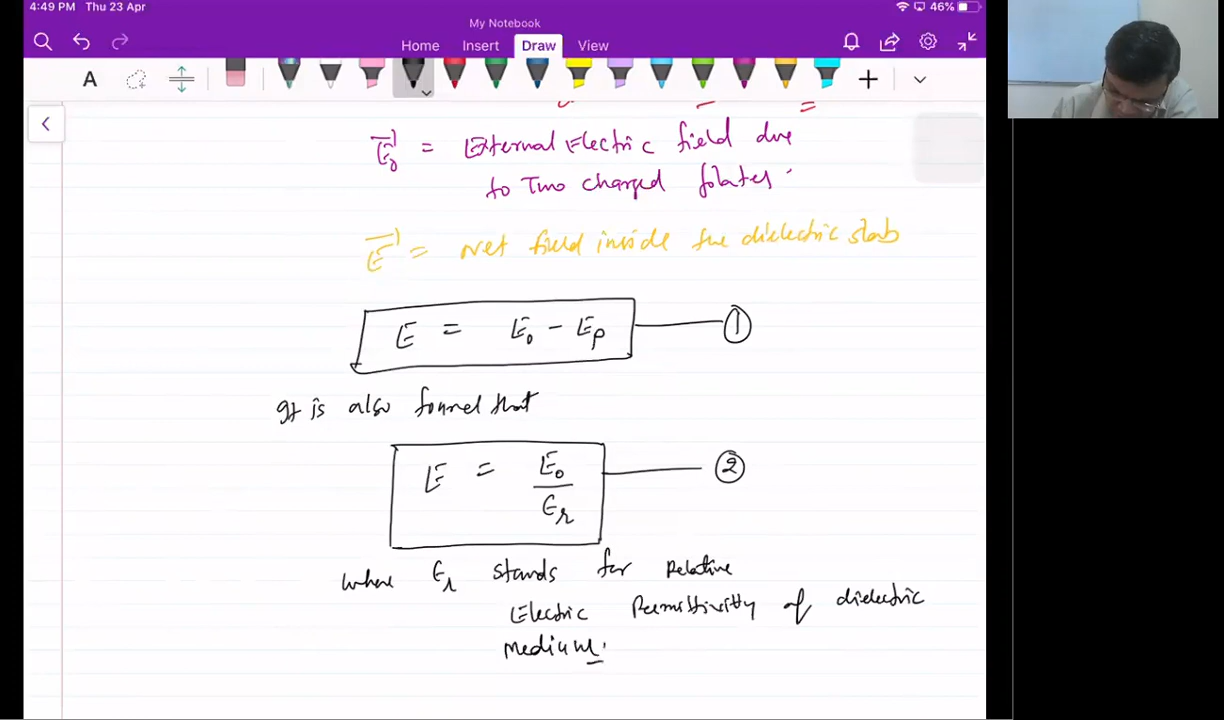 4:49 PM Thu 23 Apr
46%
My Notebook
Home Insert Draw View
A
E₀ = External Electric field due
to Two charged plates.
E = Net field inside the dielectric slab
E = E₀ - Eₚ ①
It is also found that
E = E₀/ϵᵣ ②
where ϵᵣ stands for Relative
Electric Permittivity of dielectric
medium.